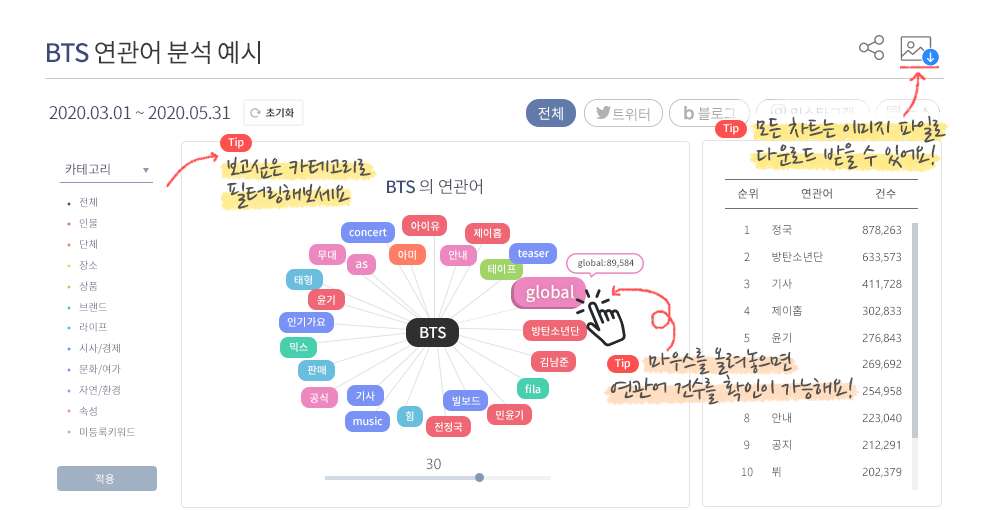 BTS 연관어 분석 예시
2020.03.01 ~ 2020.05.31
초기화
전체
트위터
b 블로그
인스타그램
뉴스
Tip 모든 차트는 이미지 파일로
다운로드 받을 수 있어요!
Tip
보고싶은 카테고리로
필터링해보세요
카테고리
전체
인물
단체
장소
상품
브랜드
라이프
시사/경제
문화/여가
자연/환경
속성
미등록키워드
적용
BTS 의 연관어
아이유
concert
제이홉
무대
아미
안내
teaser
as
테이프
global:89,584
태형
global
윤기
인기가요
BTS
방탄소년단
믹스
김남준
판매
공식
기사
fila
빌보드
music
힘
민윤기
전정국
Tip 마우스를 올려놓으면
연관어 건수를 확인이 가능해요!
30
순위 연관어 건수
1 정국 878,263
2 방탄소년단 633,573
3 기사 411,728
4 제이홉 302,833
5 윤기 276,843
269,692
254,958
8 안내 223,040
9 공지 212,291
10 뷔 202,379